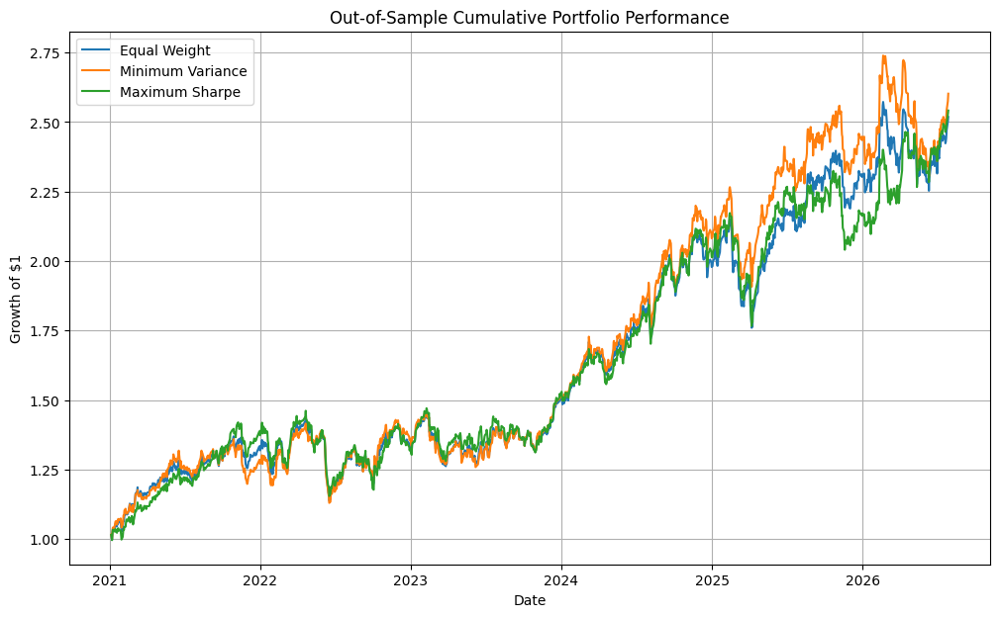 Out-of-Sample Cumulative Portfolio Performance
Equal Weight
Minimum Variance
Maximum Sharpe
Growth of $1
2.75
2.50
2.25
2.00
1.75
1.50
1.25
1.00
2021 2022 2023 2024 2025 2026
Date